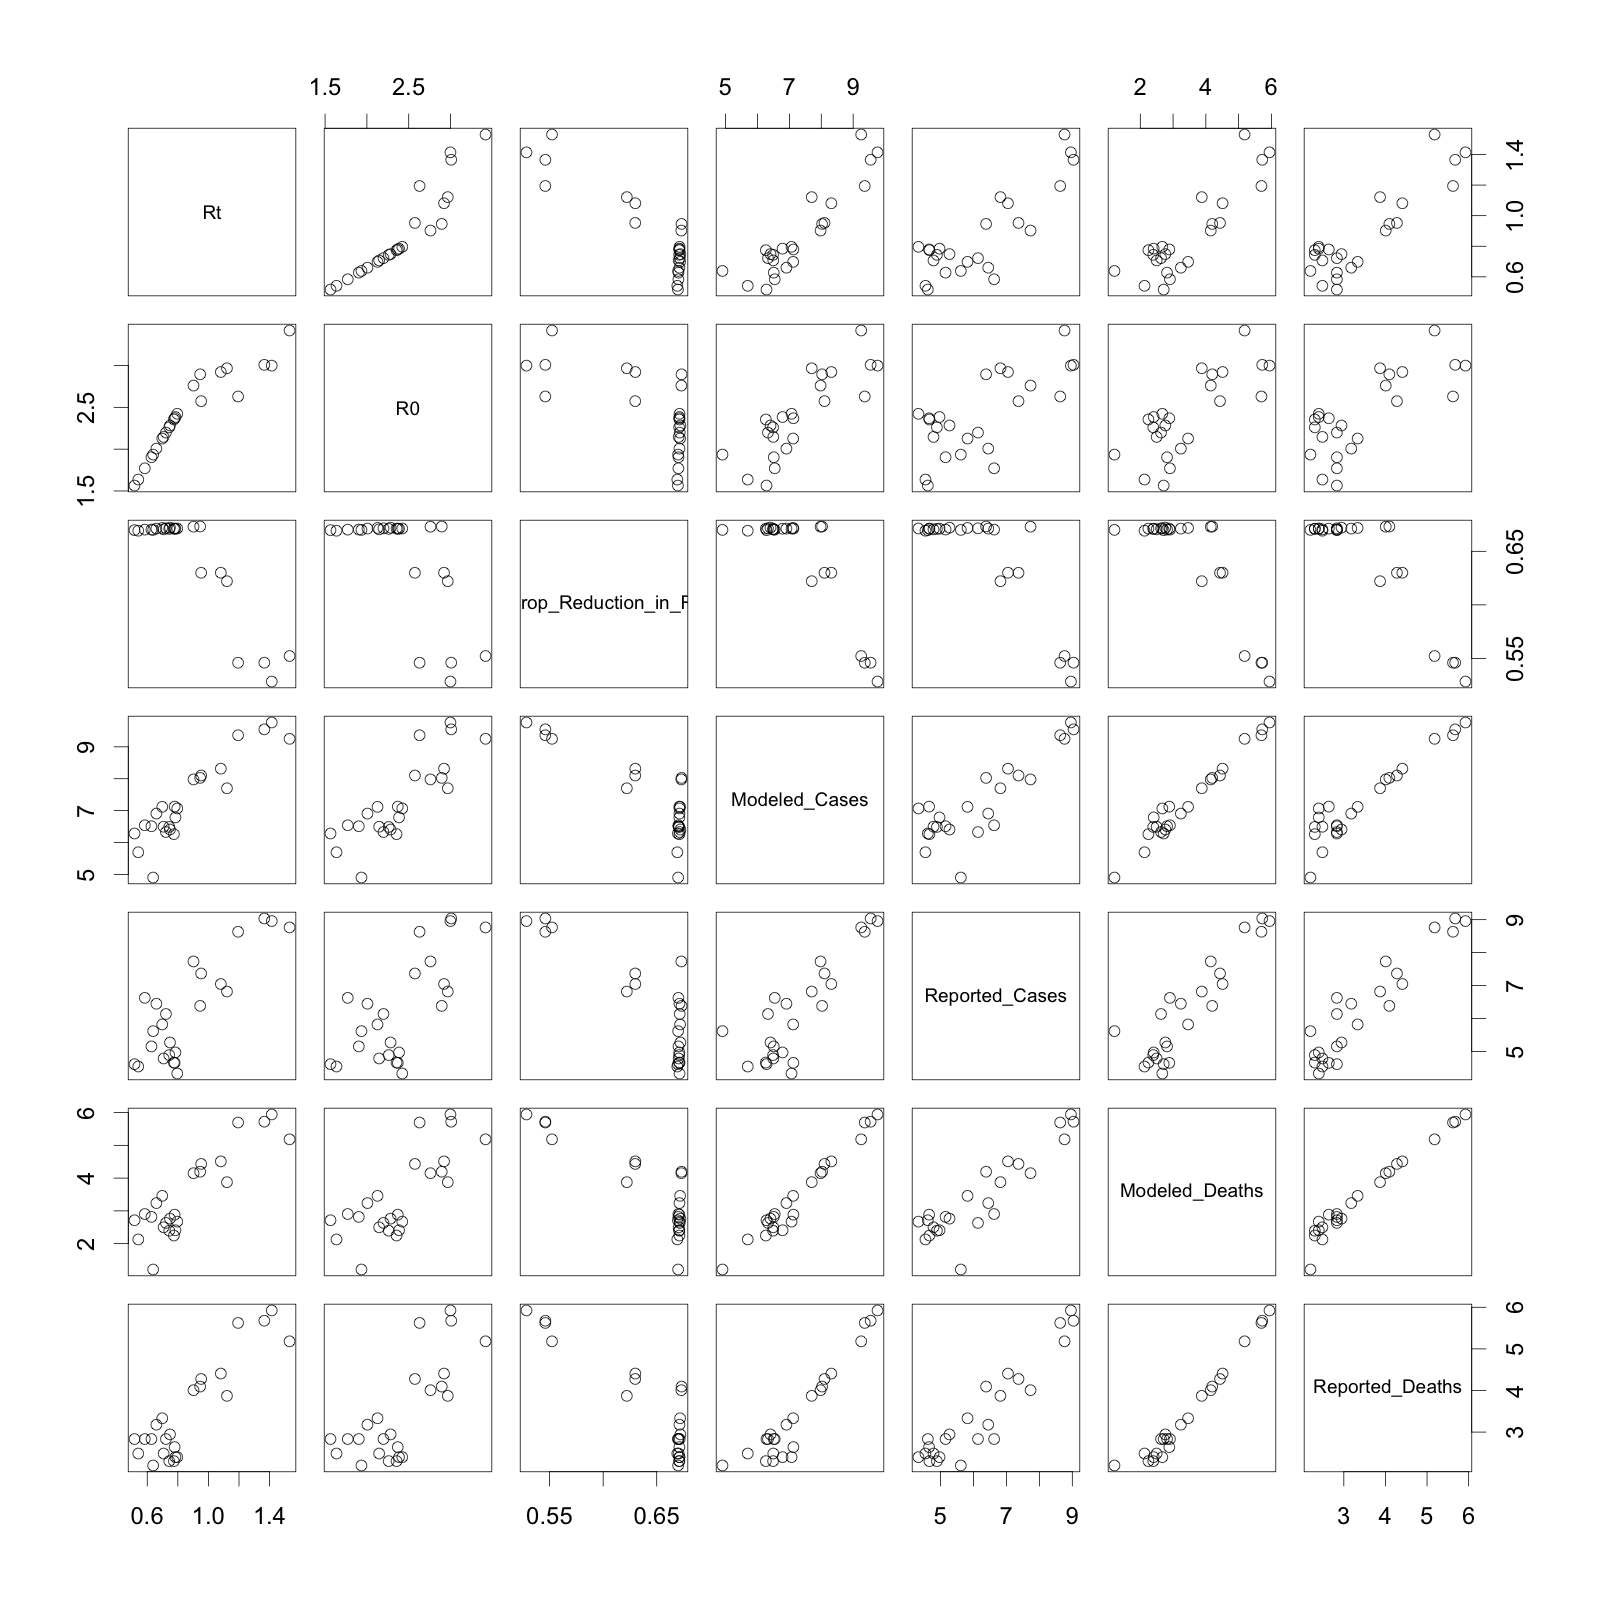 1.5 2.5 5 7 9 2 4 6
Rt
0.6 1.0 1.4
1.5 2.5
R0
rop_Reduction_in_F
0.55 0.65
5 7 9
Modeled_Cases
Reported_Cases
5 7 9
2 4 6
Modeled_Deaths
Reported_Deaths
3 4 5 6
0.6 1.0 1.4 0.55 0.65 5 7 9 3 4 5 6